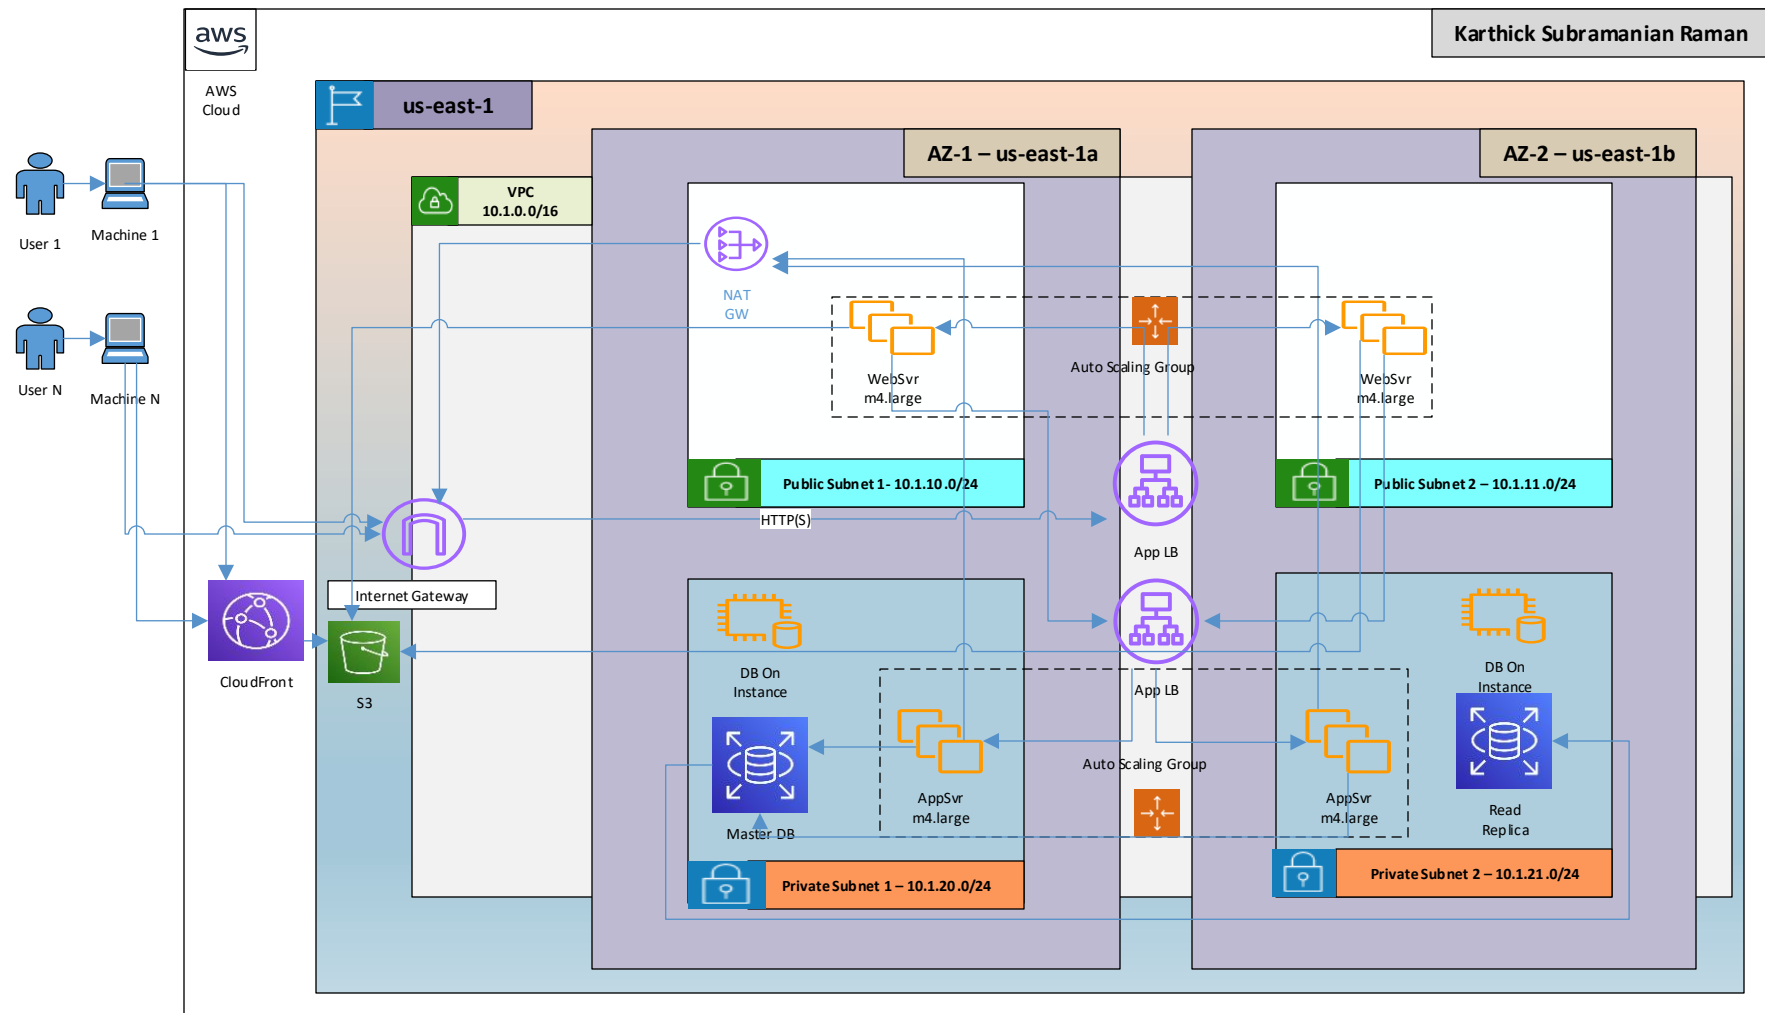 aws
Karthick Subramanian Raman
AWS
Cloud
us-east-1
AZ-1 – us-east-1a
AZ-2 – us-east-1b
VPC
10.1.0.0/16
User 1
Machine 1
NAT
GW
User N
Machine N
WebSvr
m4.large
Auto Scaling Group
WebSvr
m4.large
Public Subnet 1- 10.1.10.0/24
Public Subnet 2 – 10.1.11.0/24
HTTP(S)
App LB
Internet Gateway
CloudFront
S3
DB On
Instance
App LB
DB On
Instance
Auto Scaling Group
AppSvr
m4.large
AppSvr
m4.large
Master DB
Read
Replica
Private Subnet 1 – 10.1.20.0/24
Private Subnet 2 – 10.1.21.0/24